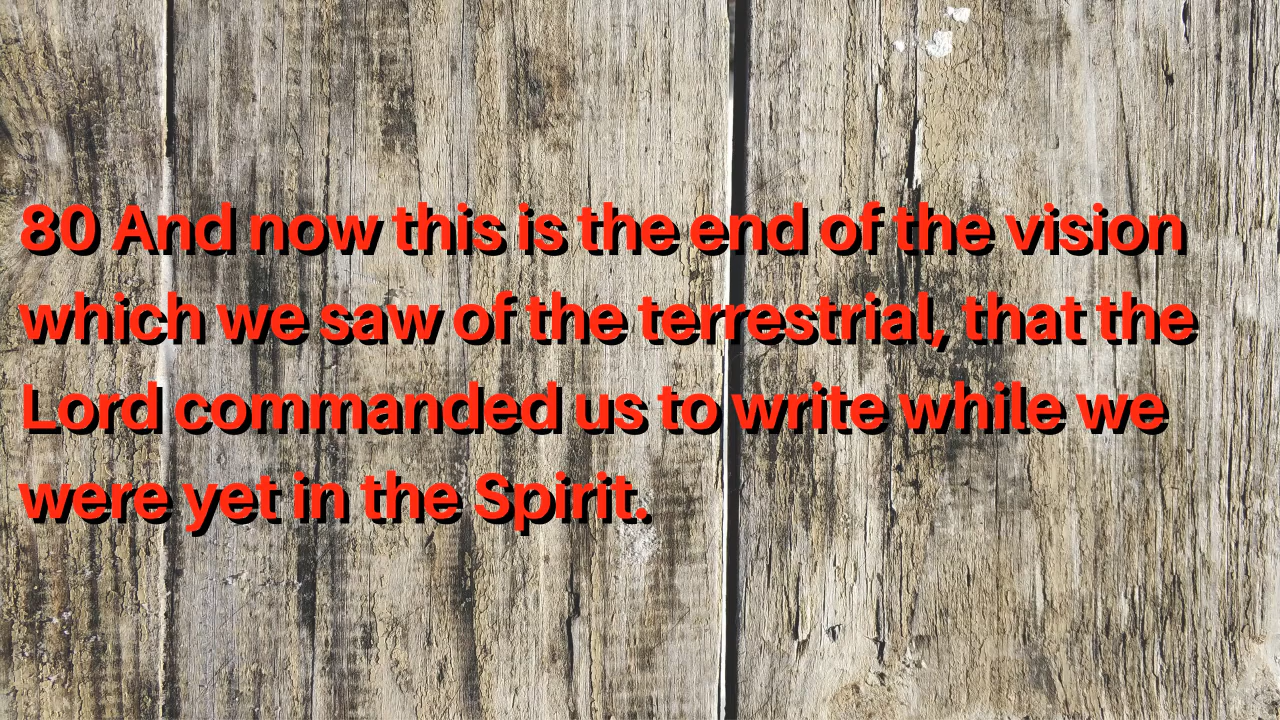 80 And now this is the end of the vision
which we saw of the terrestrial, that the
Lord commanded us to write while we
were yet in the Spirit.